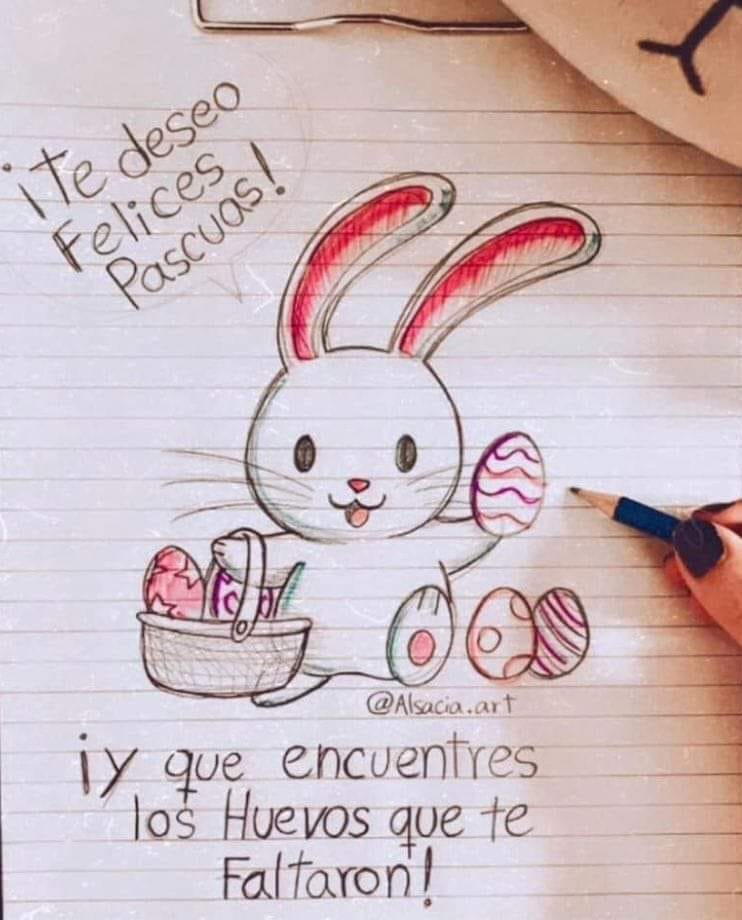 ¡Te deseo
Felices
Pascuas!
@Alsacia.art
¡Y que encuentres
los Huevos que te
Faltaron!